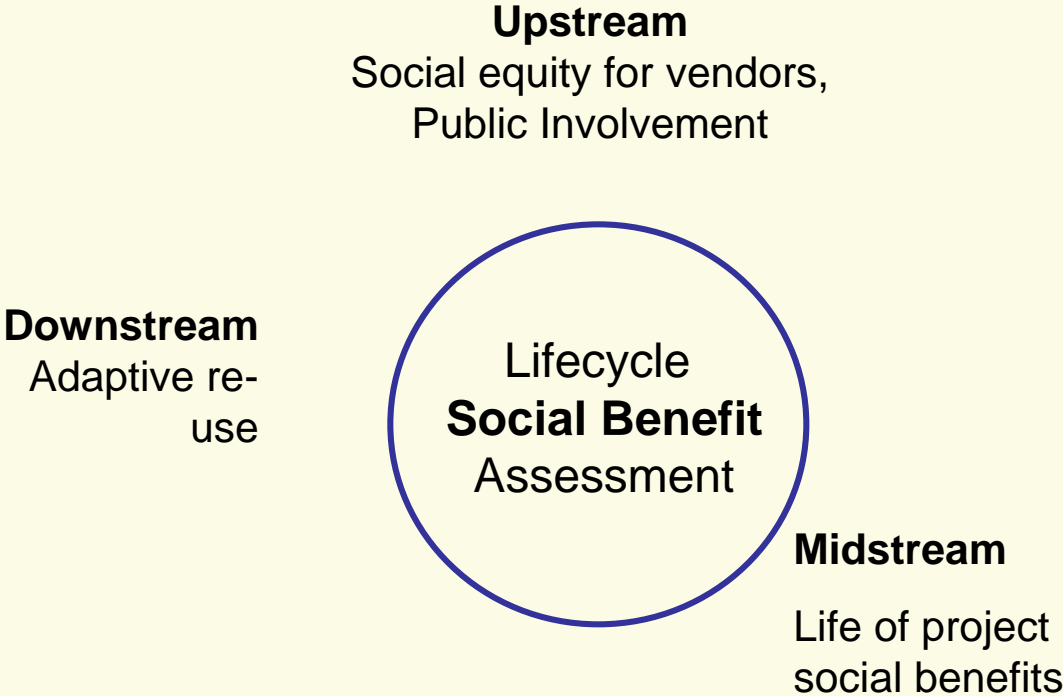 Upstream
Social equity for vendors,
Public Involvement
Downstream
Adaptive re-
use
Lifecycle
Social Benefit
Assessment
Midstream
Life of project
social benefits